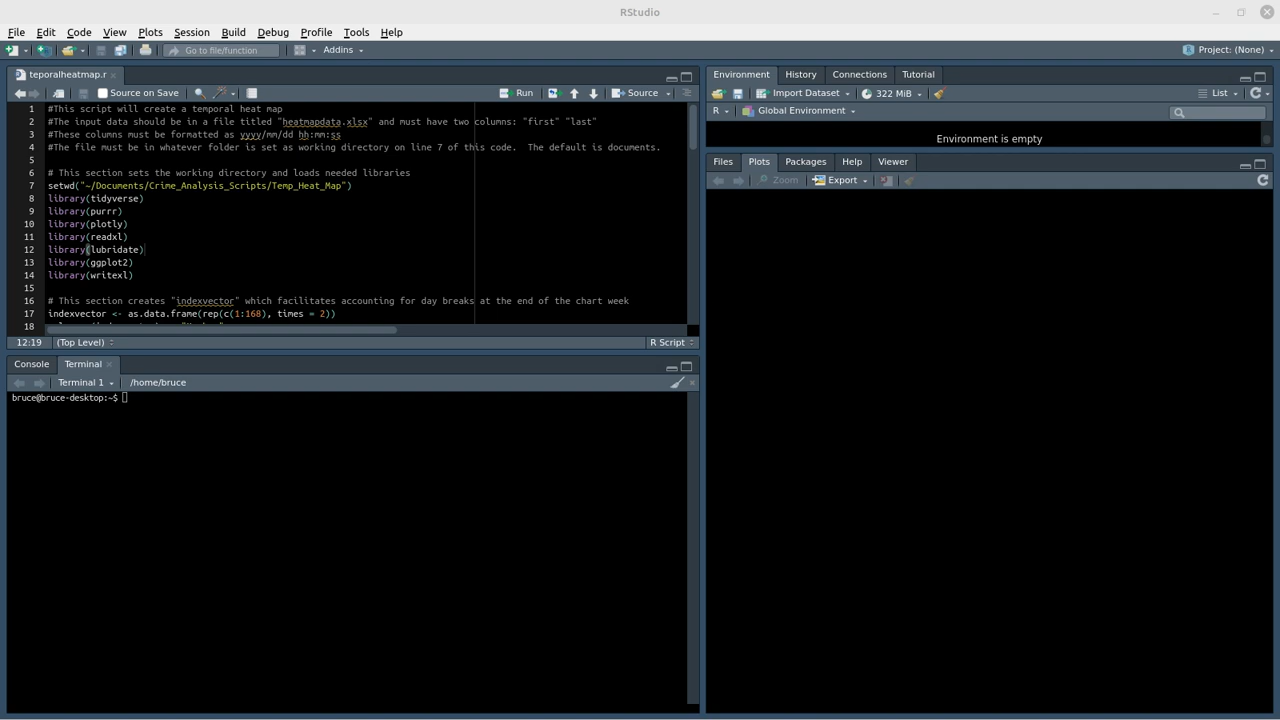 RStudio
File Edit Code View Plots Session Build Debug Profile Tools Help
Go to file/function Addins Project: (None)
teporalheatmap.r
Source on Save Run Source
1 #This script will create a temporal heat map
2 #The input data should be in a file titled "heatmapdata.xlsx" and must have two columns: "first" "last"
3 #These columns must be formatted as yyyy/mm/dd hh:mm:ss
4 #The file must be in whatever folder is set as working directory on line 7 of this code.  The default is documents.
5
6 # This section sets the working directory and loads needed libraries
7 setwd("~/Documents/Crime_Analysis_Scripts/Temp_Heat_Map")
8 library(tidyverse)
9 library(purrr)
10 library(plotly)
11 library(readxl)
12 library(lubridate)
13 library(ggplot2)
14 library(writexl)
15
16 # This section creates "indexvector" which facilitates accounting for day breaks at the end of the chart week
17 indexvector <- as.data.frame(rep(c(1:168), times = 2))
18
12:19 (Top Level) R Script
Console Terminal
Terminal 1 /home/bruce
bruce@bruce-desktop:~$
Environment History Connections Tutorial
Import Dataset 322 MiB List
R Global Environment
Environment is empty
Files Plots Packages Help Viewer
Zoom Export